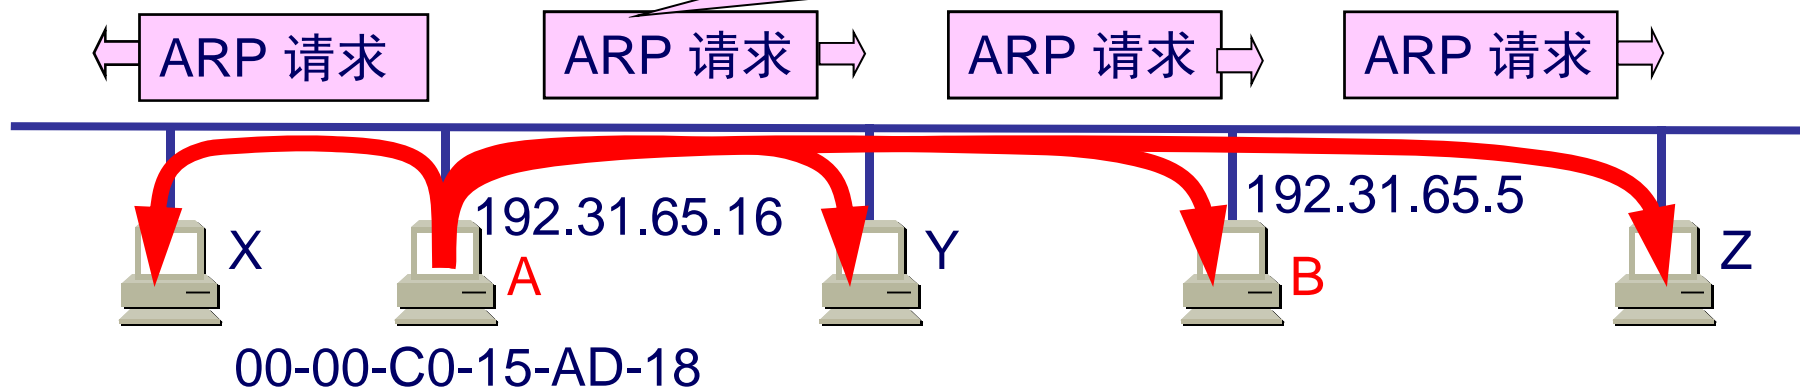 ARP 请求
ARP 请求
ARP 请求
ARP 请求
192.31.65.16
192.31.65.5
X
A
Y
B
Z
00-00-C0-15-AD-18